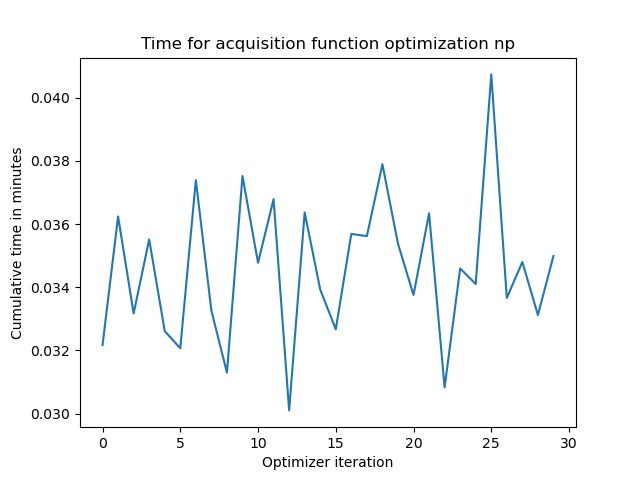 Time for acquisition function optimization np
0.040
0.038
0.036
0.034
0.032
0.030
Cumulative time in minutes
0 5 10 15 20 25 30
Optimizer iteration